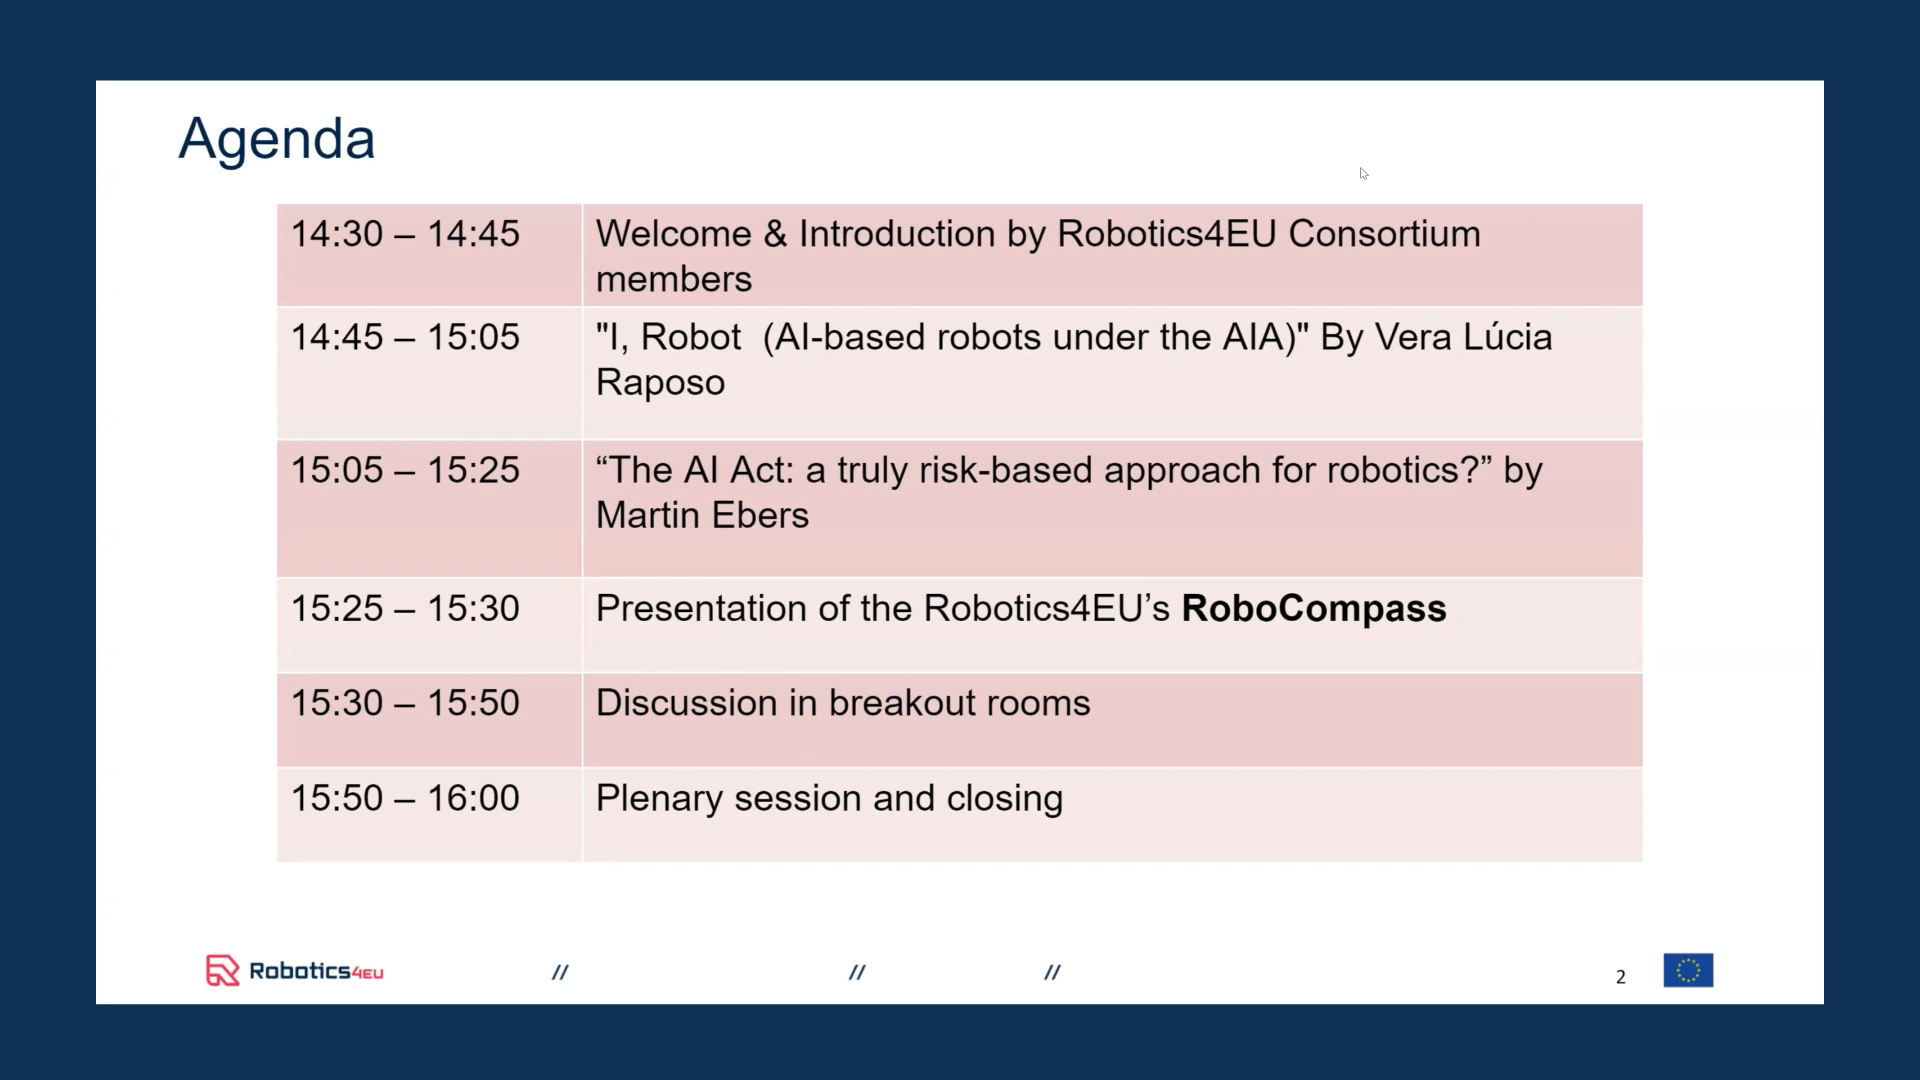 Agenda
14:30 – 14:45
Welcome & Introduction by Robotics4EU Consortium
members
14:45 – 15:05
"I, Robot  (AI-based robots under the AIA)" By Vera Lúcia
Raposo
15:05 – 15:25
“The AI Act: a truly risk-based approach for robotics?” by
Martin Ebers
15:25 – 15:30
Presentation of the Robotics4EU’s RoboCompass
15:30 – 15:50
Discussion in breakout rooms
15:50 – 16:00
Plenary session and closing
Robotics4EU
// // //
2